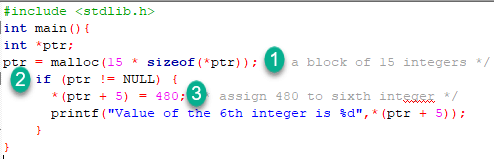 #include <stdlib.h>
int main(){
int *ptr;
ptr = malloc(15 * sizeof(*ptr)); 1 a block of 15 integers */
2 if (ptr != NULL) {
*(ptr + 5) = 480; 3 assign 480 to sixth integer */
printf("Value of the 6th integer is %d",*(ptr + 5));
}
}